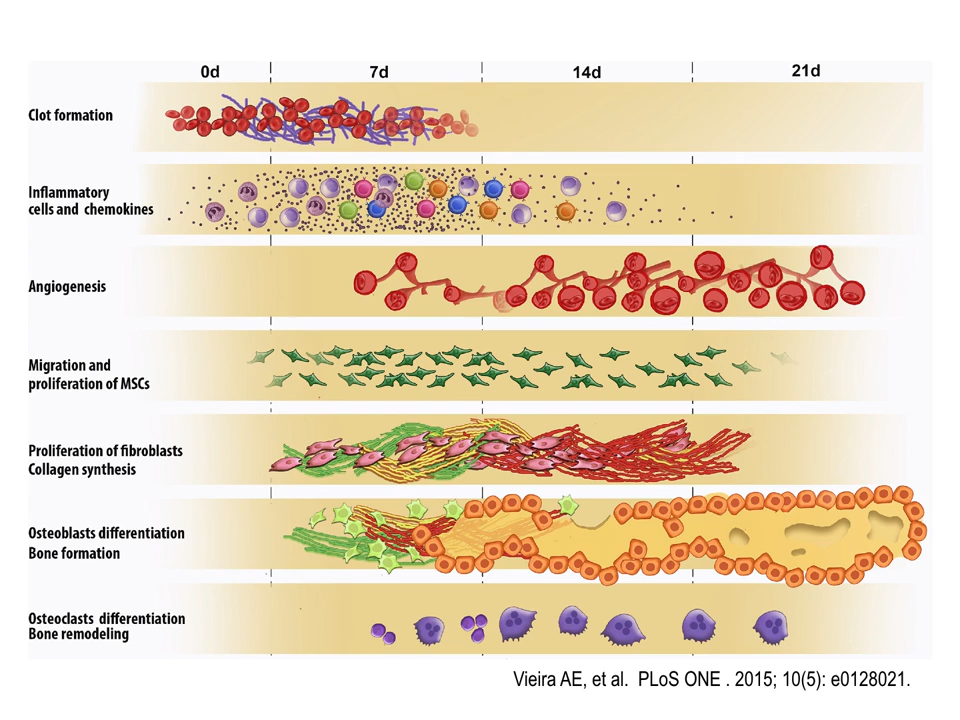 0d 7d 14d 21d
Clot formation
Inflammatory
cells and chemokines
Angiogenesis
Migration and
proliferation of MSCs
Proliferation of fibroblasts
Collagen synthesis
Osteoblasts differentiation
Bone formation
Osteoclasts differentiation
Bone remodeling
Vieira AE, et al. PLoS ONE . 2015; 10(5): e0128021.